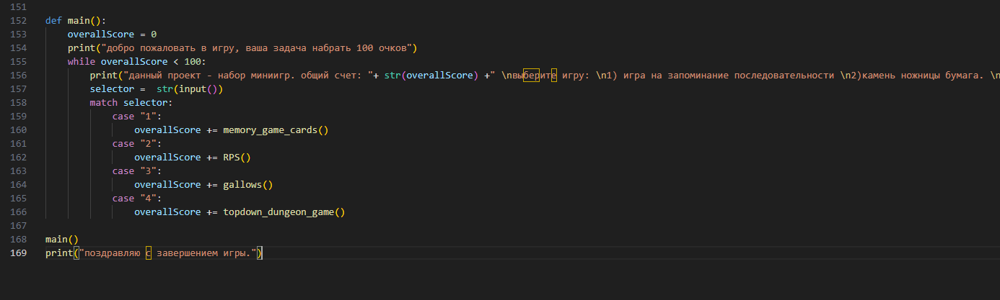 151
152 def main():
153 overallScore = 0
154 print("добро пожаловать в игру, ваша задача набрать 100 очков")
155 while overallScore < 100:
156 print("данный проект - набор миниигр. общий счет: "+ str(overallScore) +" \nвыберите игру: \n1) игра на запоминание последовательности \n2)камень ножницы бумага. \n
157 selector =  str(input())
158 match selector:
159 case "1":
160 overallScore += memory_game_cards()
161 case "2":
162 overallScore += RPS()
163 case "3":
164 overallScore += gallows()
165 case "4":
166 overallScore += topdown_dungeon_game()
167
168 main()
169 print("поздравляю с завершением игры.")